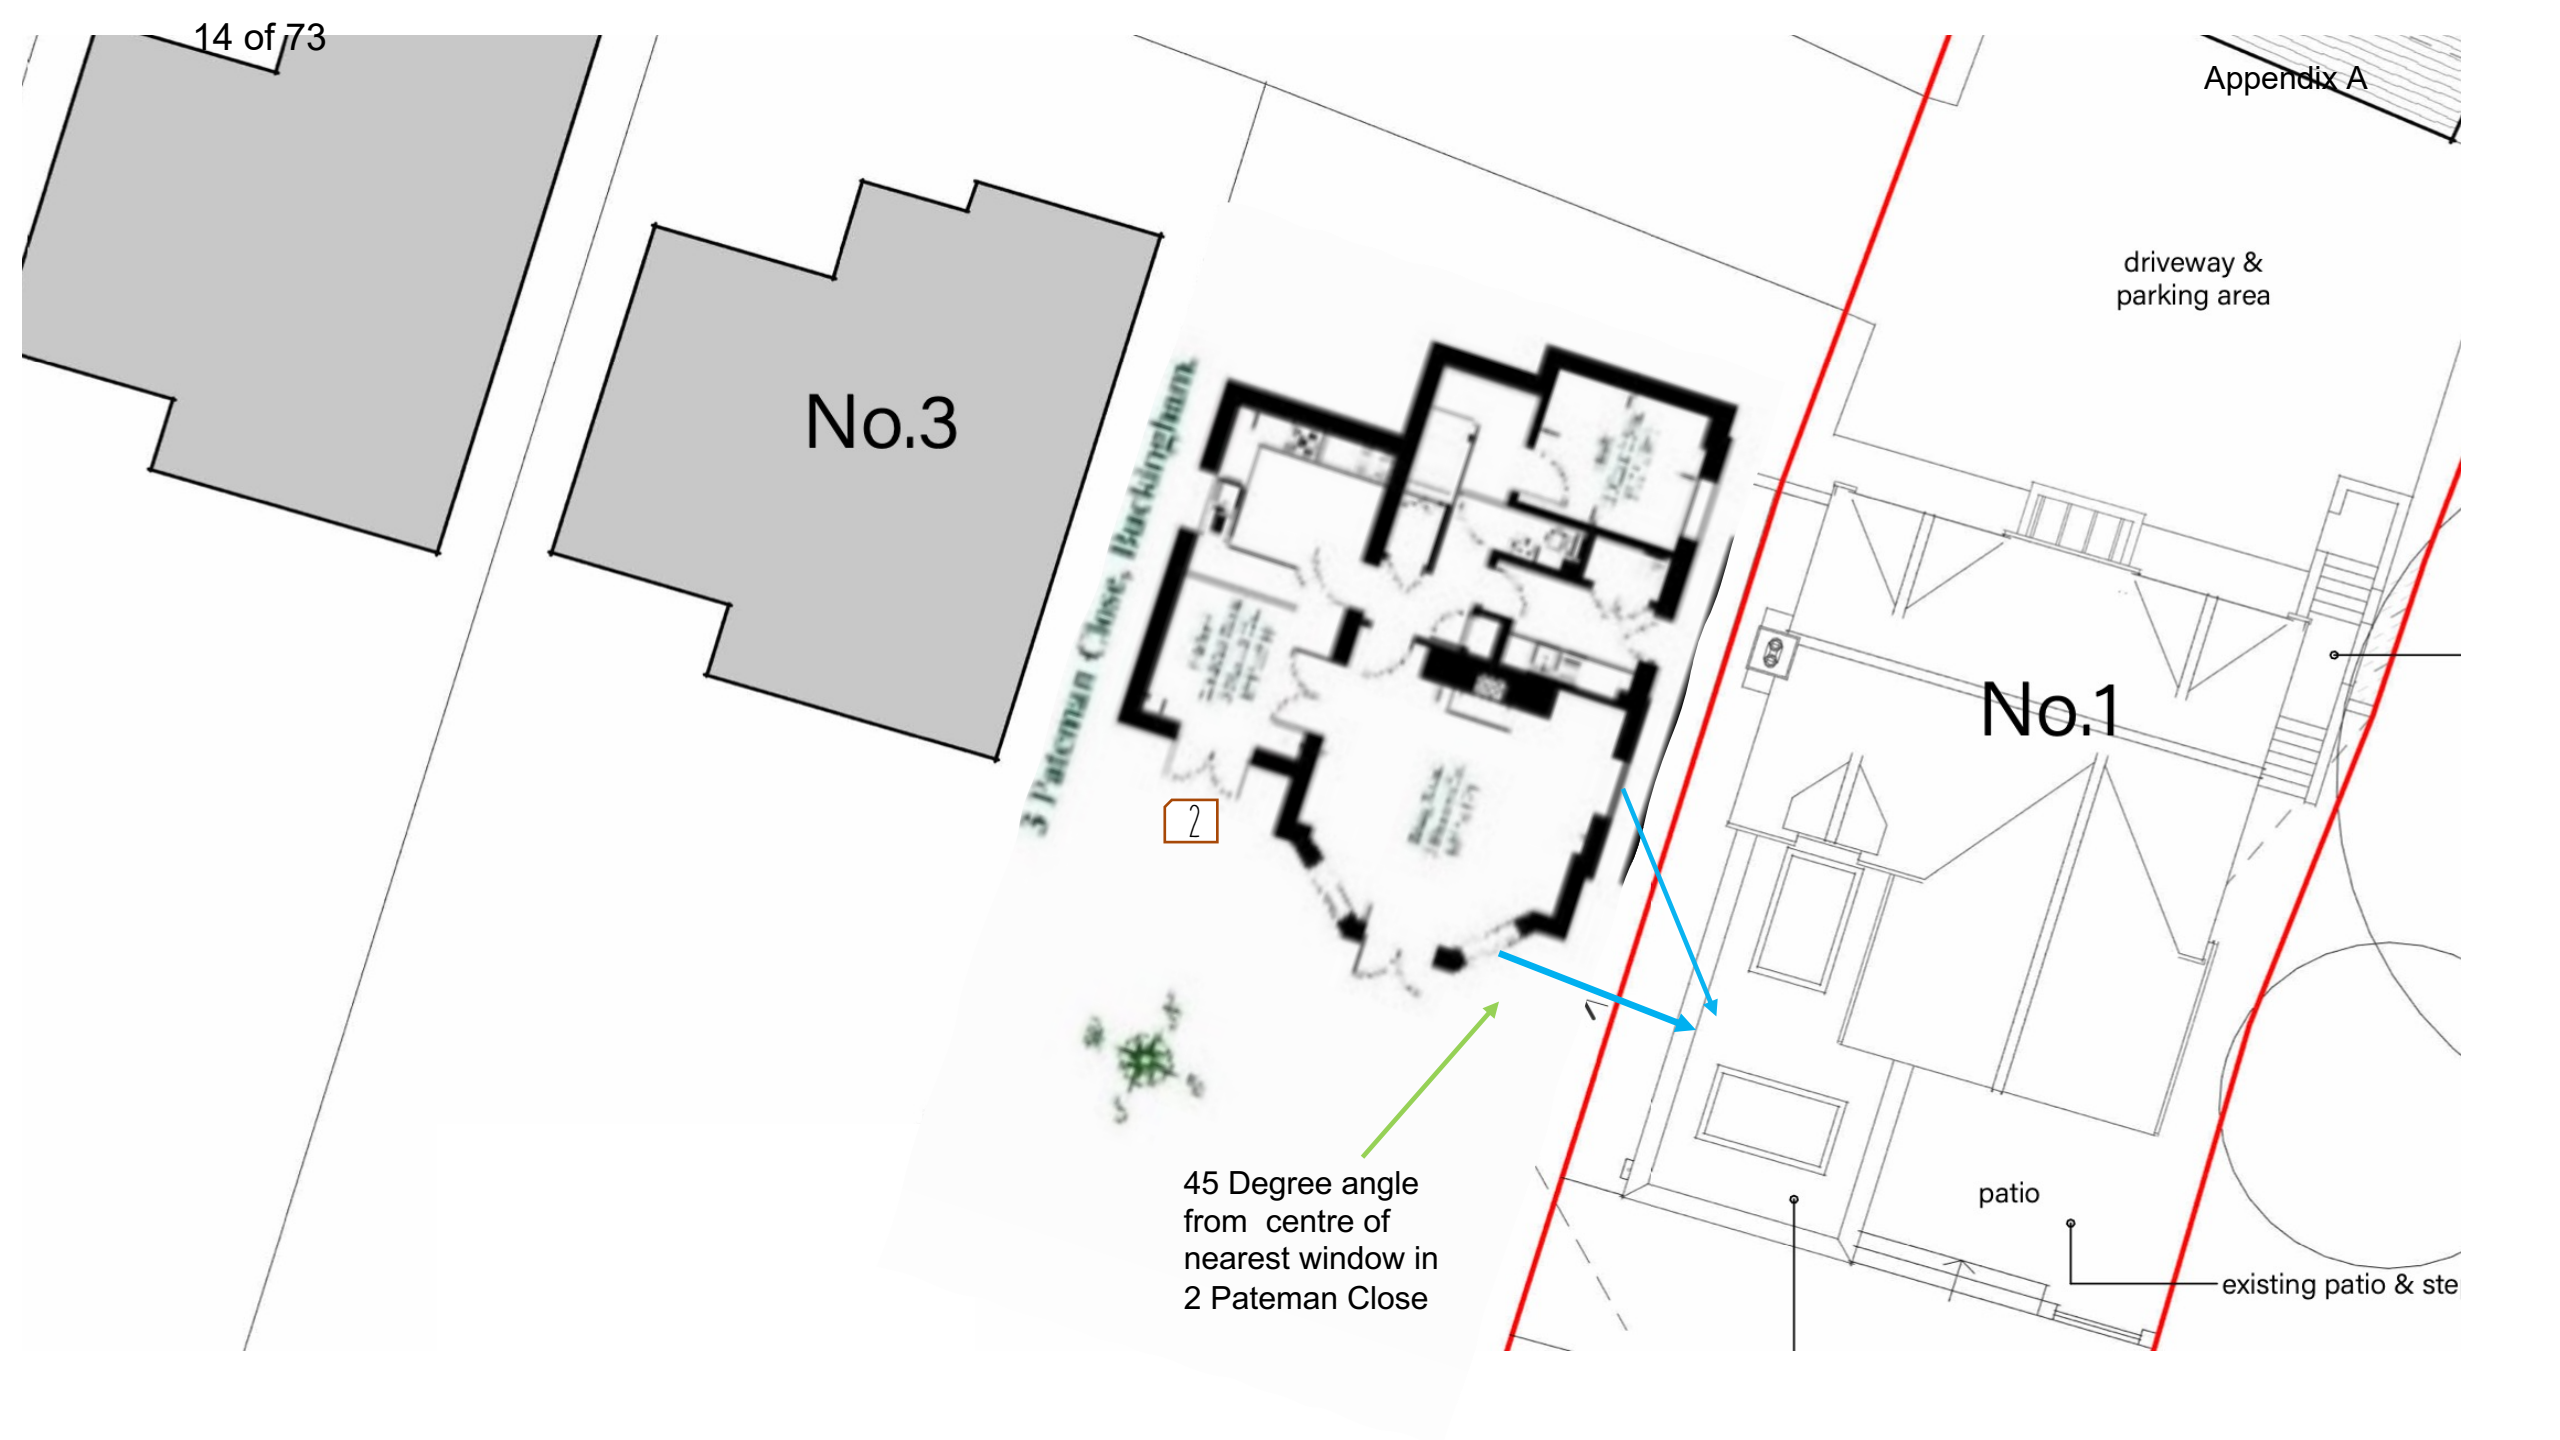 14 of 73
Appendix A
driveway &
parking area
No.3
3 Pateman Close, Buckingham.
No.1
2
45 Degree angle
from centre of
nearest window in
2 Pateman Close
patio
existing patio & ste